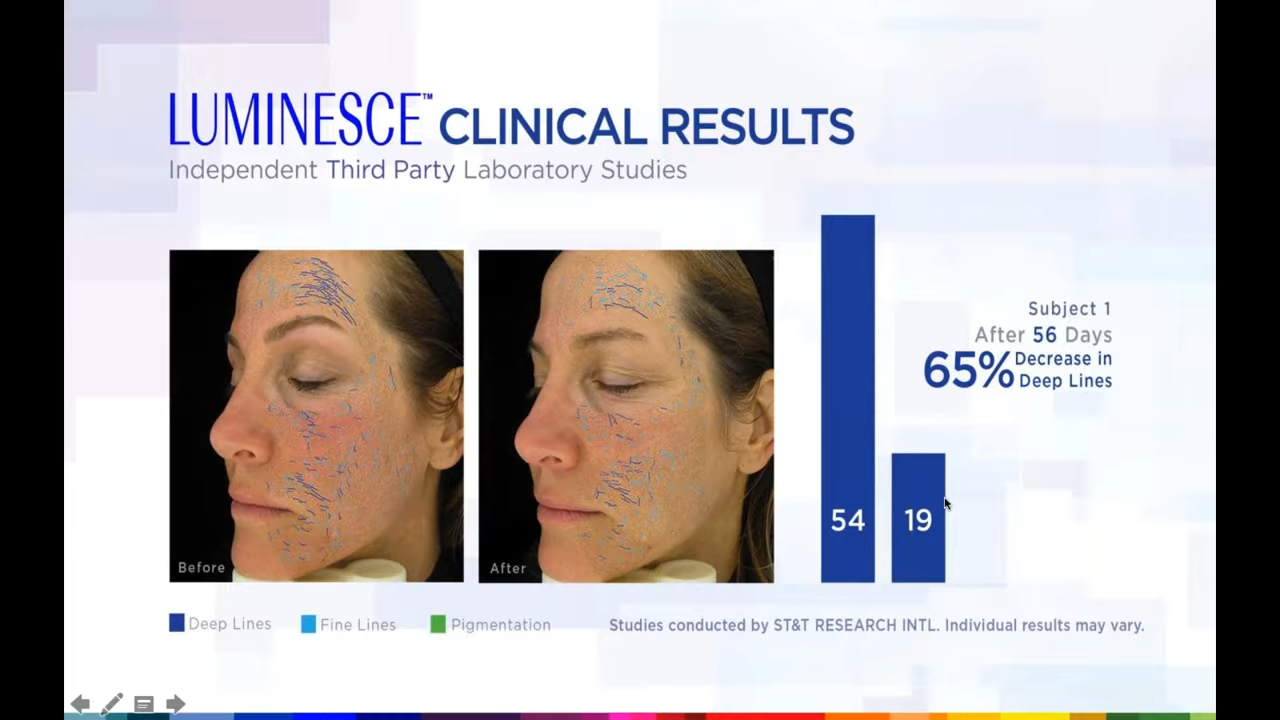 LUMINESCE™ CLINICAL RESULTS
Independent Third Party Laboratory Studies
Subject 1
After 56 Days
65% Decrease in
Deep Lines
54
19
Before
After
Deep Lines
Fine Lines
Pigmentation
Studies conducted by ST&T RESEARCH INTL. Individual results may vary.